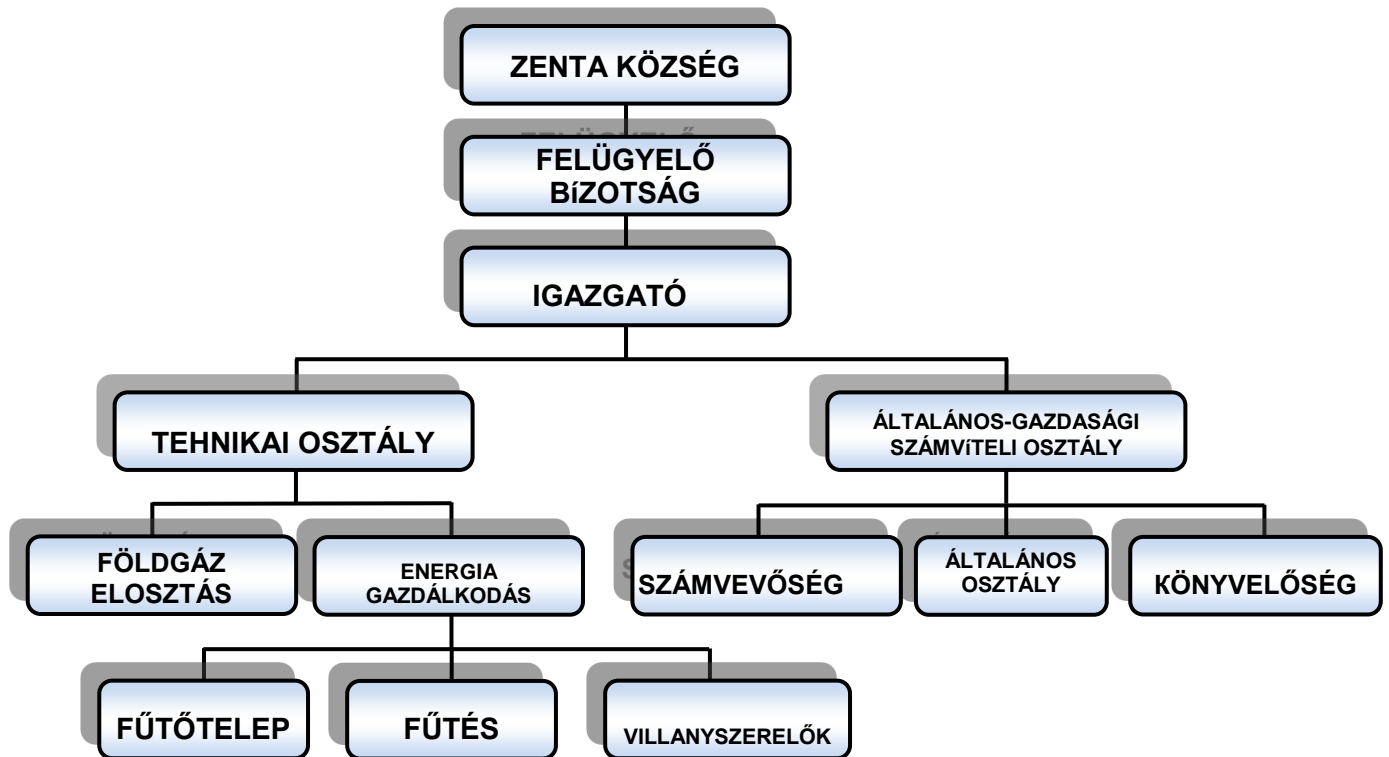 ZENTA KÖZSÉG
FELÜGYELŐ
BíZOTSÁG
IGAZGATÓ
TEHNIKAI OSZTÁLY
ÁLTALÁNOS-GAZDASÁGI
SZÁMVíTELI OSZTÁLY
FÖLDGÁZ
ELOSZTÁS
ENERGIA
GAZDÁLKODÁS
SZÁMVEVŐSÉG
ÁLTALÁNOS
OSZTÁLY
KÖNYVELŐSÉG
FŰTŐTELEP
FŰTÉS
VILLANYSZERELŐK